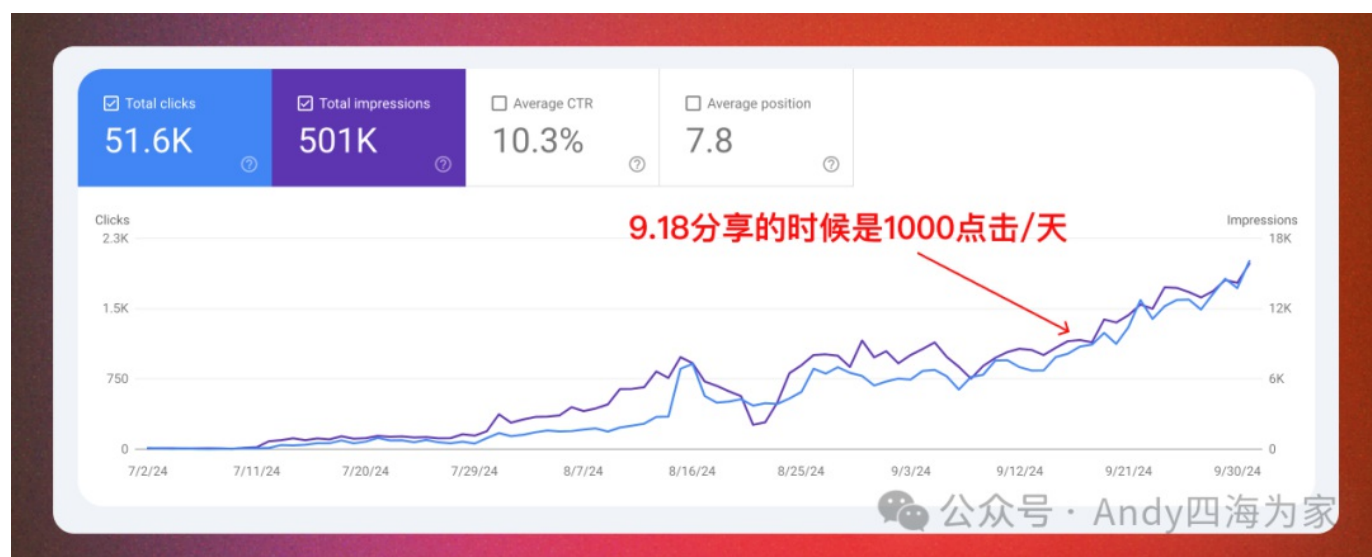 Total clicks
51.6K
Total impressions
501K
Average CTR
10.3%
Average position
7.8
Clicks
2.3K
1.5K
750
0
9.18分享的时候是1000点击/天
Impressions
18K
12K
6K
0
7/2/24 7/11/24 7/20/24 7/29/24 8/7/24 8/16/24 8/25/24 9/3/24 9/12/24 9/21/24 9/30/24
公众号 · Andy四海为家